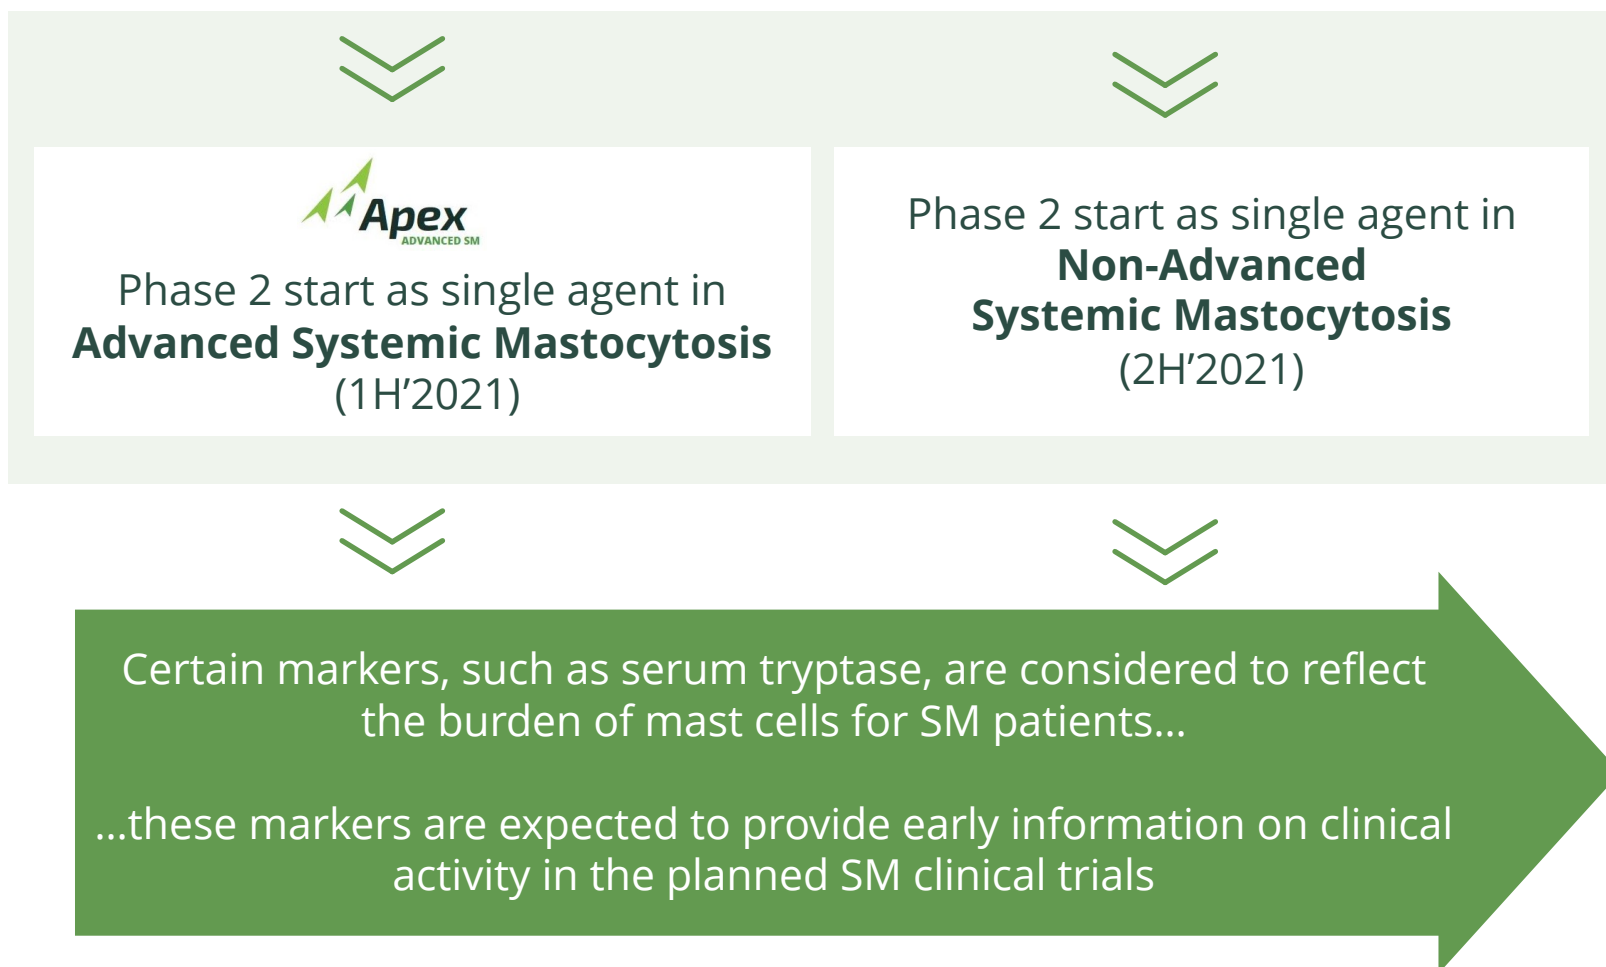 Apex
ADVANCED SM
Phase 2 start as single agent in
Advanced Systemic Mastocytosis
(1H’2021)
Phase 2 start as single agent in
Non-Advanced
Systemic Mastocytosis
(2H’2021)
Certain markers, such as serum tryptase, are considered to reflect
the burden of mast cells for SM patients…
…these markers are expected to provide early information on clinical
activity in the planned SM clinical trials